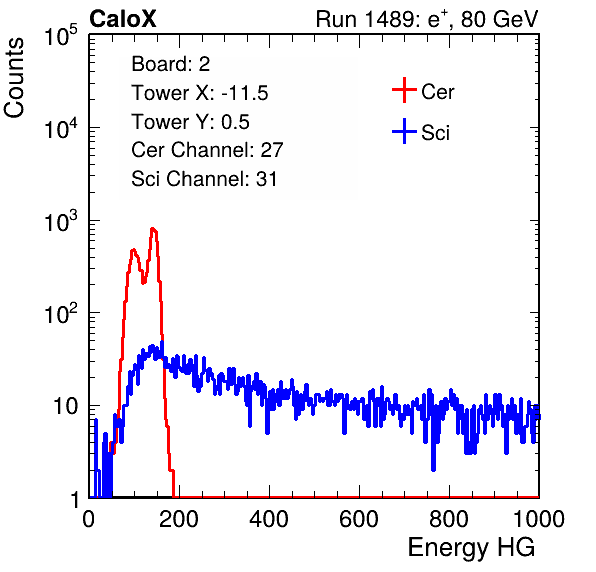 CaloX
Run 1489: e⁺, 80 GeV
Counts
Board: 2
Tower X: -11.5
Tower Y: 0.5
Cer Channel: 27
Sci Channel: 31
Cer
Sci
10⁵
10⁴
10³
10²
10
1
0 200 400 600 800 1000
Energy HG